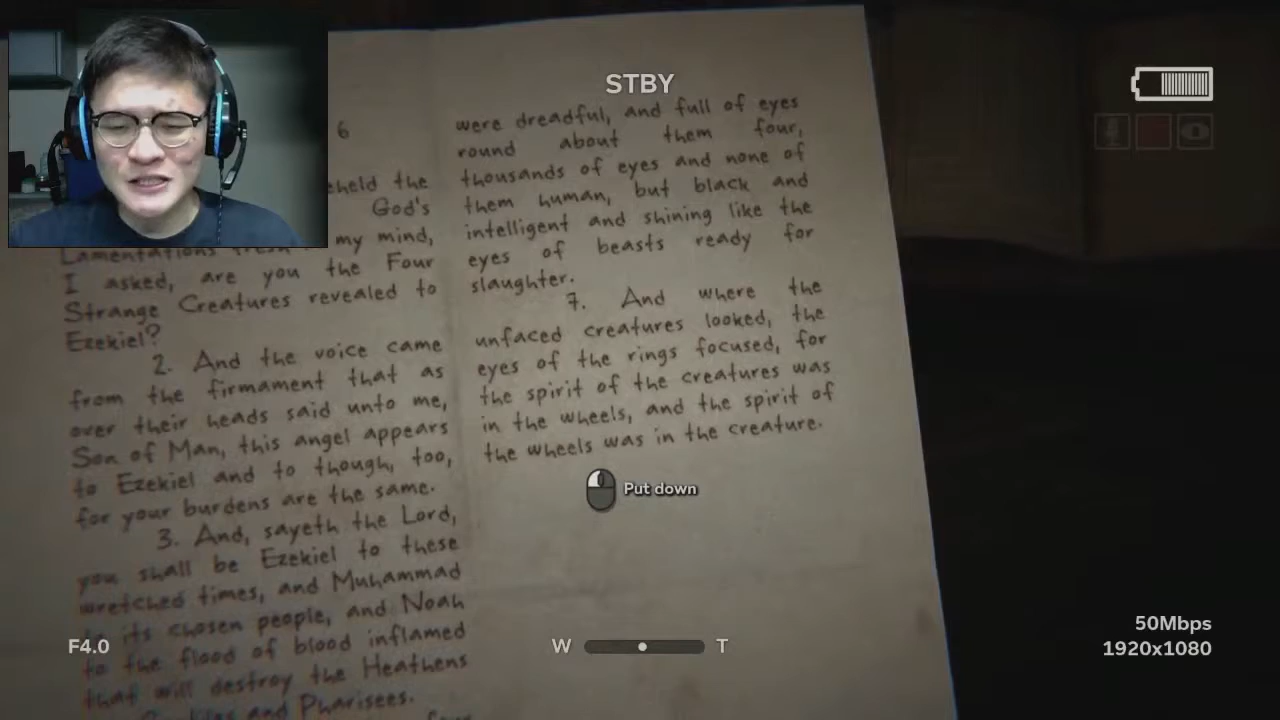 STBY
6
eheld the
God's
Lamentations my mind,
I asked, are you the Four
Strange Creatures revealed to
Ezekiel?
2. And the voice came
from the firmament that as
over their heads said unto me,
Son of Man, this angel appears
to Ezekiel and to though, too,
for your burdens are the same.
3. And, sayeth the Lord,
you shall be Ezekiel to these
wretched times, and Muhammad
to its chosen people, and Noah
to the flood of blood inflamed
that will destroy the Heathens
and Pharisees.
were dreadful, and full of eyes
round about them four,
thousands of eyes and none of
them human, but black and
intelligent and shining like the
eyes of beasts ready for
slaughter.
7. And where the
unfaced creatures looked, the
eyes of the rings focused, for
the spirit of the creatures was
in the wheels, and the spirit of
the wheels was in the creature.
Put down
F4.0
W T
50Mbps
1920x1080